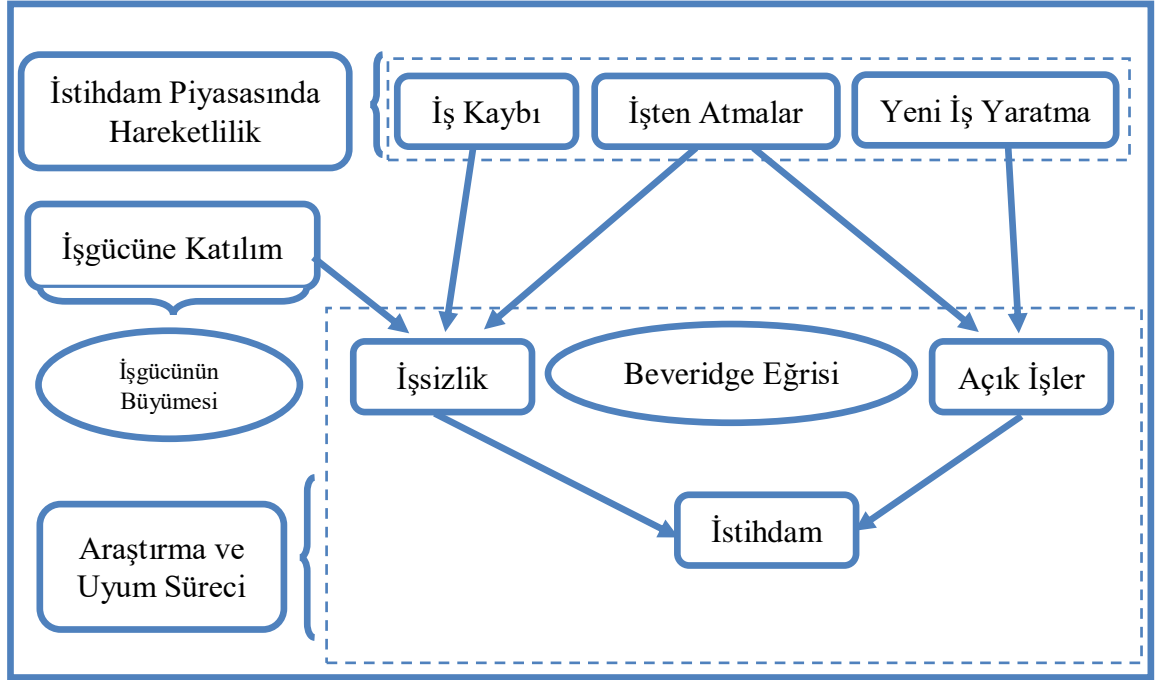 İstihdam Piyasasında
Hareketlilik
İş Kaybı
İşten Atmalar
Yeni İş Yaratma
İşgücüne Katılım
İşgücünün
Büyümesi
İşsizlik
Beveridge Eğrisi
Açık İşler
Araştırma ve
Uyum Süreci
İstihdam